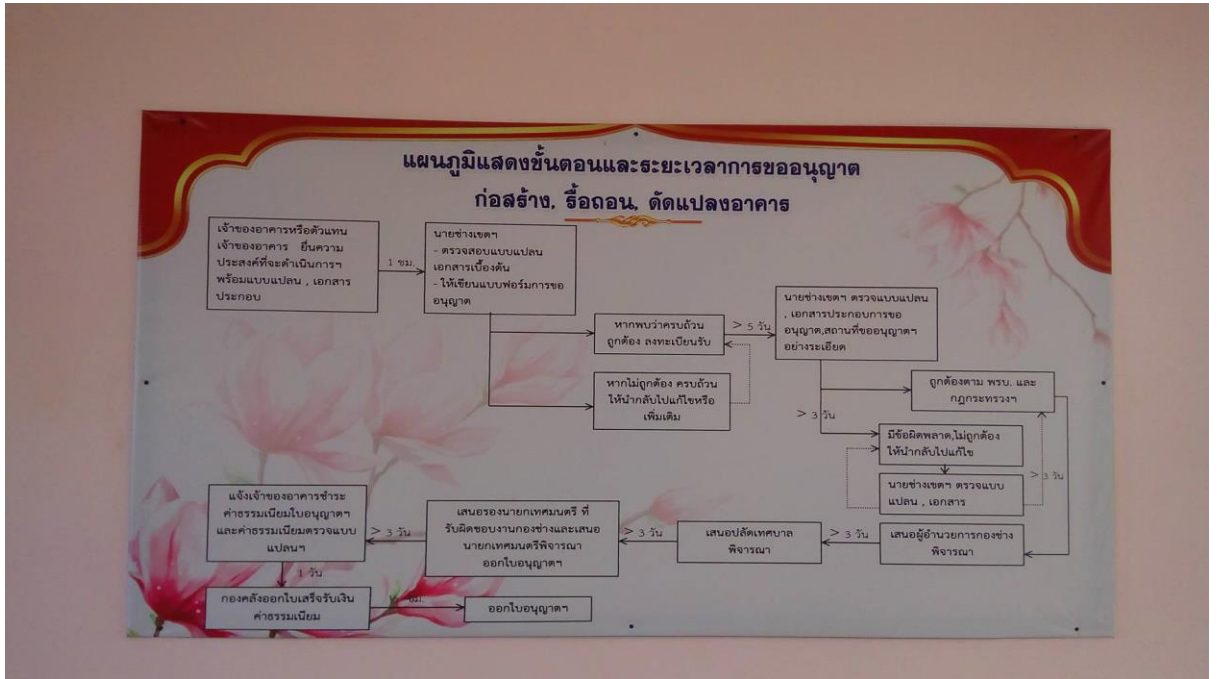 แผนภูมิแสดงขั้นตอนและระยะเวลาการขออนุญาต
ก่อสร้าง, รื้อถอน, ดัดแปลงอาคาร
เจ้าของอาคารหรือตัวแทน
เจ้าของอาคาร ยื่นความ
ประสงค์ที่จะดำเนินการฯ
พร้อมแบบแปลน , เอกสาร
ประกอบ
1 ชม.
นายช่างเขตฯ
- ตรวจสอบแบบแปลน
เอกสารเบื้องต้น
- ให้เขียนแบบฟอร์มการขอ
อนุญาต
หากพบว่าครบถ้วน
ถูกต้อง ลงทะเบียนรับ
> 5 วัน
หากไม่ถูกต้อง ครบถ้วน
ให้นำกลับไปแก้ไขหรือ
เพิ่มเติม
นายช่างเขตฯ ตรวจแบบแปลน
, เอกสารประกอบการขอ
อนุญาต,สถานที่ขออนุญาตฯ
อย่างระเอียด
> 3 วัน
ถูกต้องตาม พรบ. และ
กฎกระทรวงฯ
มีข้อผิดพลาด,ไม่ถูกต้อง
ให้นำกลับไปแก้ไข
นายช่างเขตฯ ตรวจแบบ
แปลน , เอกสาร
> 3 วัน
เสนอผู้อำนวยการกองช่าง
พิจารณา
> 3 วัน
เสนอปลัดเทศบาล
พิจารณา
> 3 วัน
เสนอรองนายกเทศมนตรี ที่
รับผิดชอบงานกองช่างและเสนอ
นายกเทศมนตรีพิจารณา
ออกใบอนุญาตฯ
> 3 วัน
แจ้งเจ้าของอาคารชำระ
ค่าธรรมเนียมใบอนุญาตฯ
และค่าธรรมเนียมตรวจแบบ
แปลนฯ
1 วัน
กองคลังออกใบเสร็จรับเงิน
ค่าธรรมเนียม
ชม.
ออกใบอนุญาตฯ